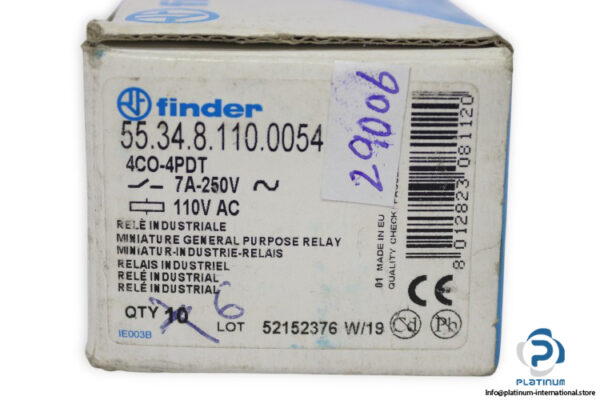 finder
55.34.8.110.0054
4CO-4PDT
7A-250V
110V AC
RELÈ INDUSTRIALE
MINIATURE GENERAL PURPOSE RELAY
MINIATUR-INDUSTRIE-RELAIS
RELAIS INDUSTRIEL
RELÉ INDUSTRIAL
RELÉ INDUSTRIAL
QTY 10 6
LOT 52152376 W/19
IE003B
Cd
Pb
29006
01 MADE IN EU
QUALITY CHECK
8 012823 081120
CE
PLATINUM
Info@platinum-international.store